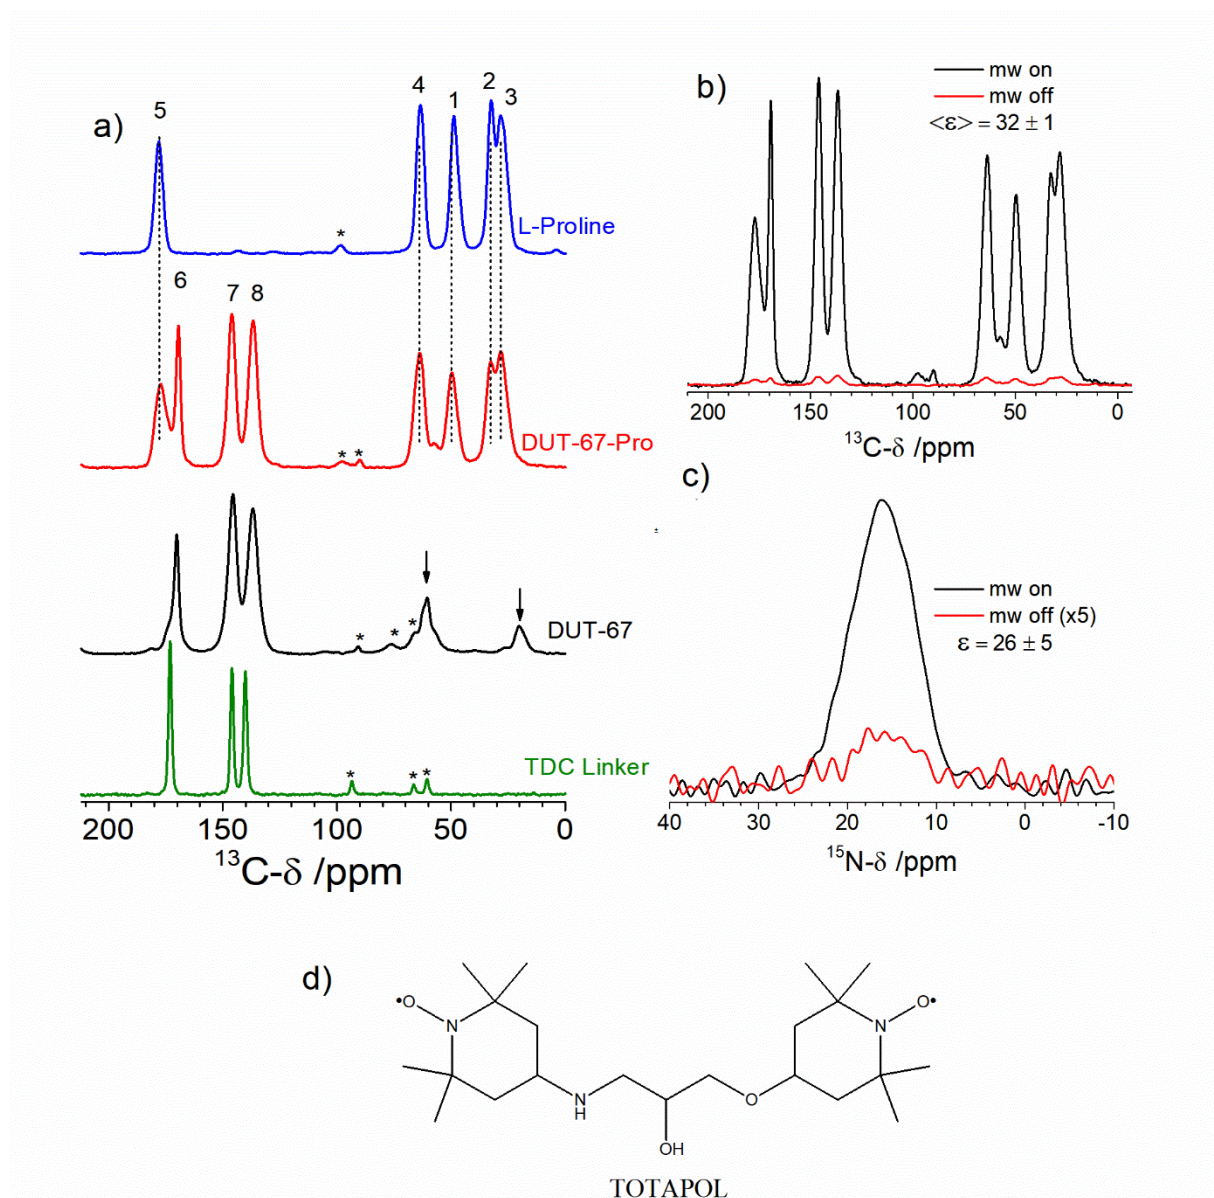 a)
5
4
1
2
3
*
L-Proline
6
7
8
* *
DUT-67-Pro
* * *
DUT-67
* * *
TDC Linker
200 150 100 50 0
¹³C-δ /ppm
b)
mw on
mw off
<ε> = 32 ± 1
200 150 100 50 0
¹³C-δ /ppm
c)
±
mw on
mw off (x5)
ε = 26 ± 5
40 30 20 10 0 -10
¹⁵N-δ /ppm
d)
•O
N
N
H
OH
O
N
O•
TOTAPOL